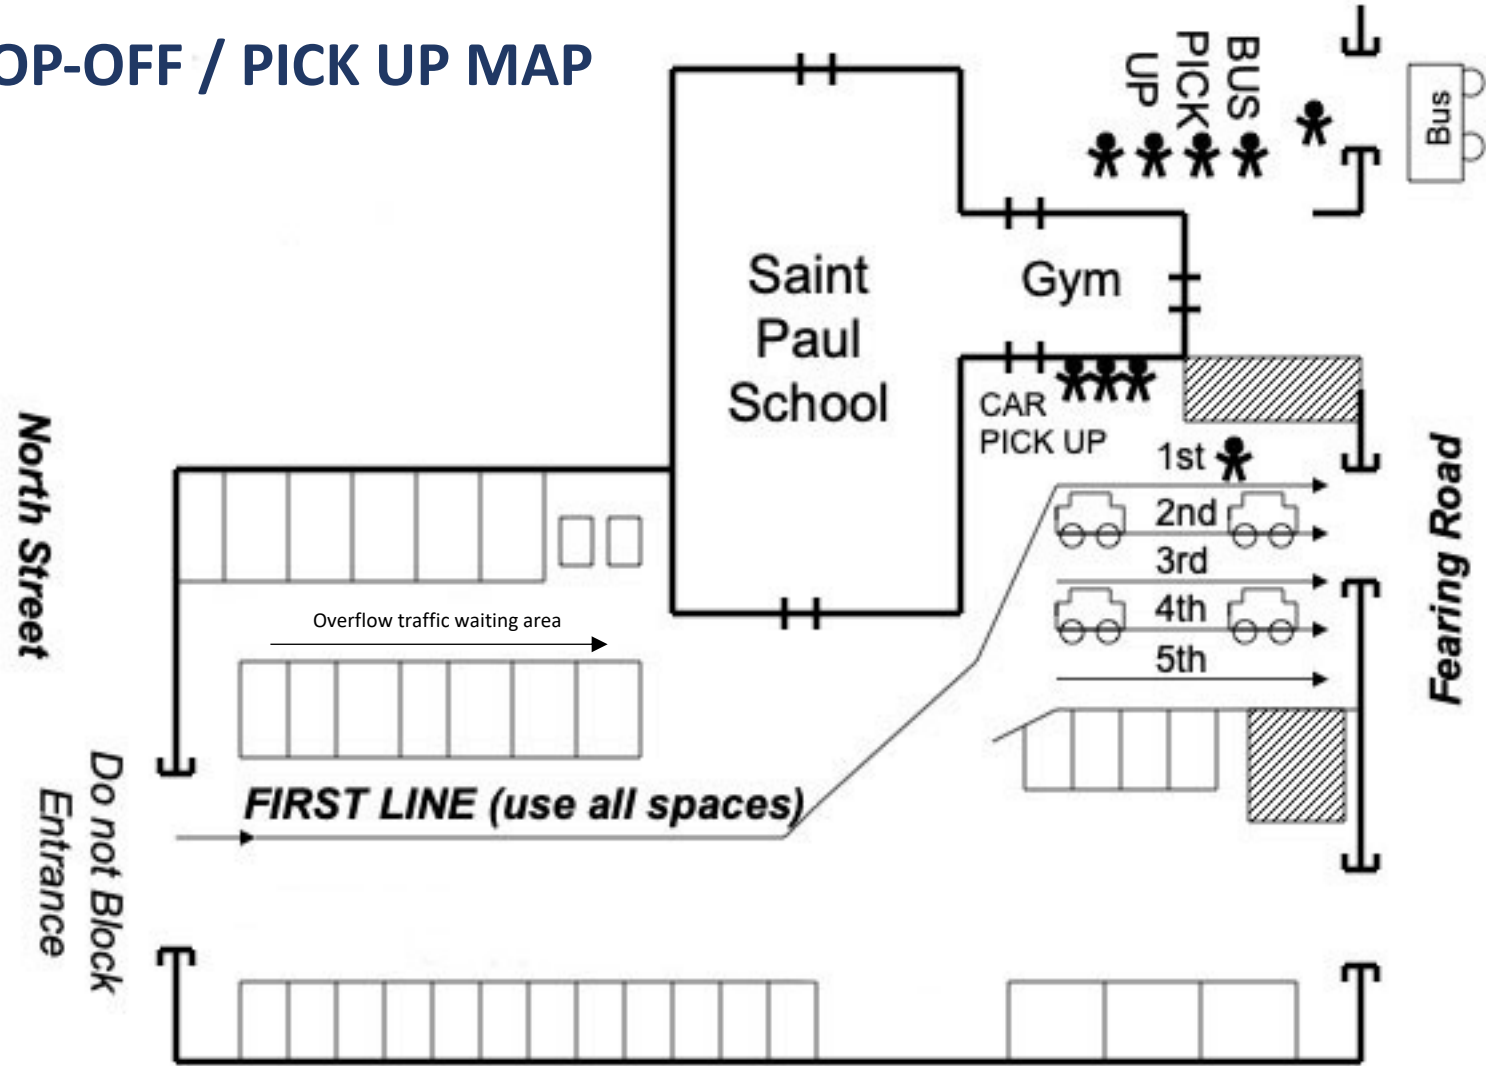 OP-OFF / PICK UP MAP
BUS
PICK
UP
Bus
Saint
Paul
School
Gym
CAR
PICK UP
1st
2nd
3rd
4th
5th
North Street
Fearing Road
Overflow traffic waiting area
FIRST LINE (use all spaces)
Do not Block
Entrance